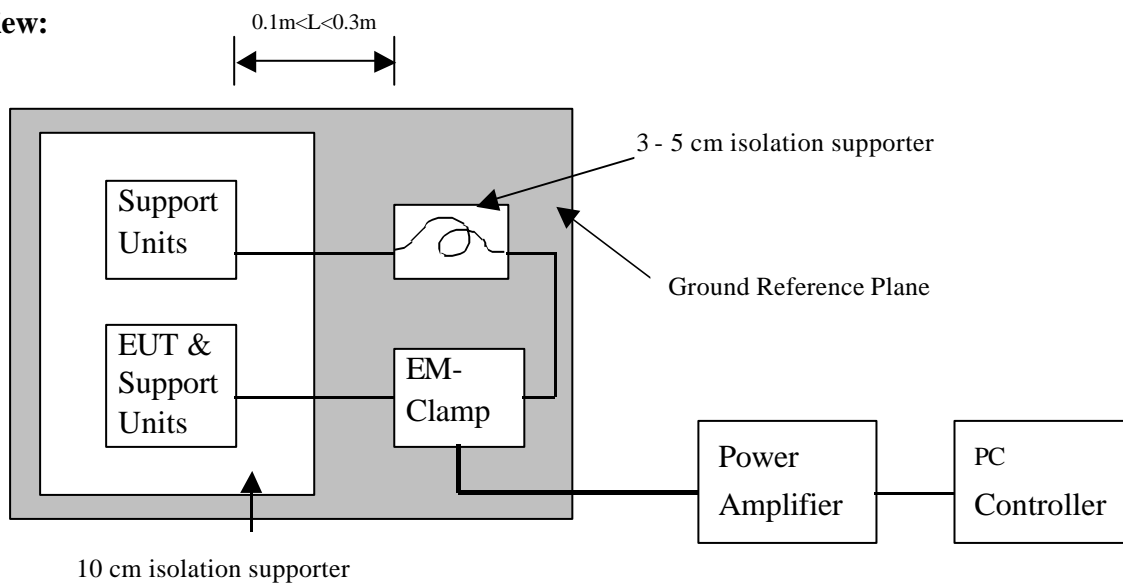 0.1m<L<0.3m
3 - 5 cm isolation supporter
Support
Units
Ground Reference Plane
EUT &
Support
Units
EM-
Clamp
Power
Amplifier
PC
Controller
10 cm isolation supporter